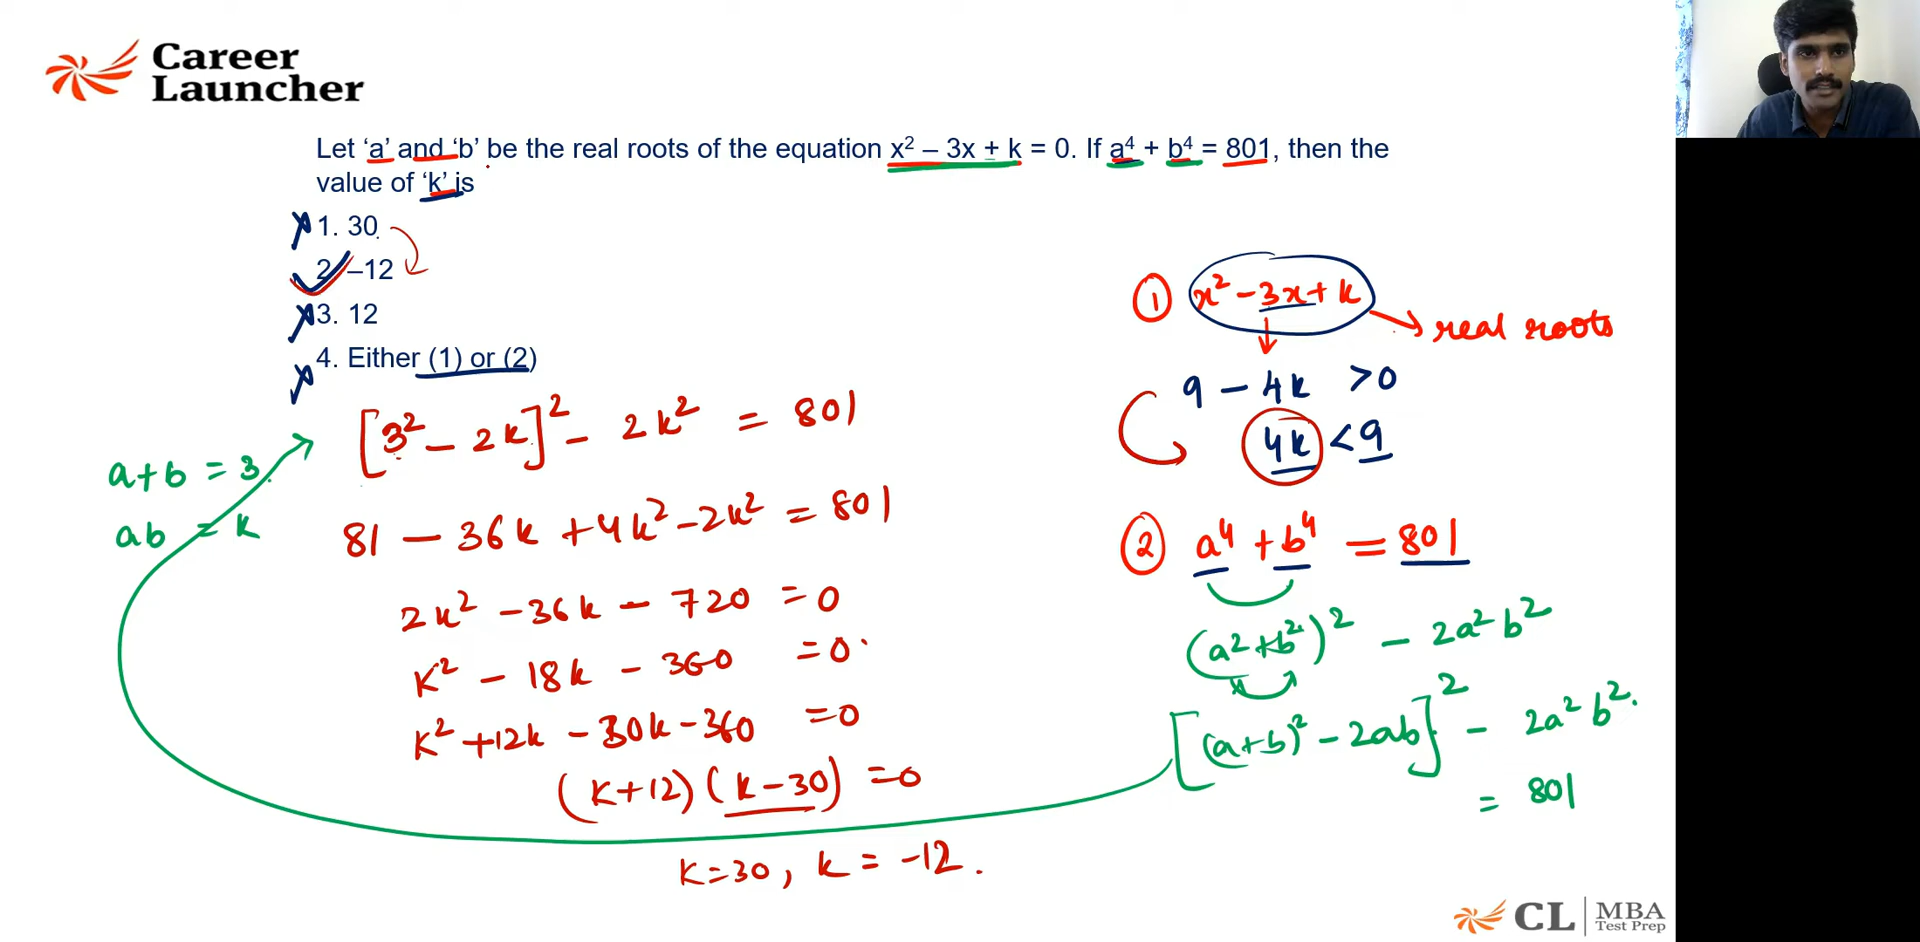 Career
Launcher
Let ‘a’ and ‘b’ be the real roots of the equation x² – 3x + k = 0. If a⁴ + b⁴ = 801, then the
value of ‘k’ is
1. 30
2. –12
3. 12
4. Either (1) or (2)
a+b = 3
ab = k
[3² – 2k]² – 2k² = 801
81 – 36k + 4k² – 2k² = 801
2k² – 36k – 720 = 0
k² – 18k – 360 = 0
k² + 12k – 30k – 360 = 0
(k+12) (k–30) = 0
k=30, k = –12.
① x² – 3x + k
real roots
9 – 4k > 0
4k < 9
② a⁴ + b⁴ = 801
(a² + b²)² – 2a² b²
[(a+b)² – 2ab]² – 2a² b²
= 801
CL | MBA
Test Prep